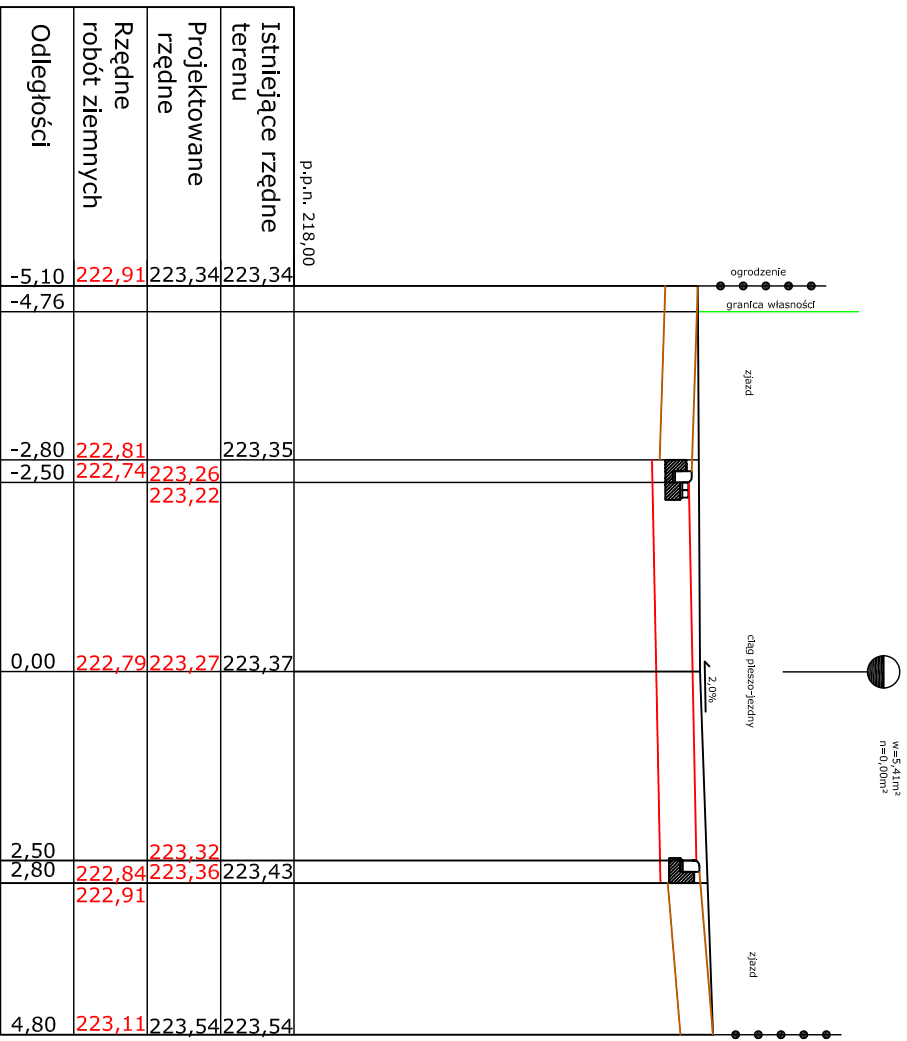 Istniejące rzędne
terenu
Projektowane
rzędne
Rzędne
robót ziemnych
Odległości
p.p.n. 218,00
-5,10 222,91 223,34 223,34
-4,76
-2,80 222,81 223,35
-2,50 222,74 223,26
223,22
0,00 222,79 223,27 223,37
2,50 223,32
2,80 222,84 223,36 223,43
222,91
4,80 223,11 223,54 223,54
ogrodzenie
granica własności
zjazd
ciąg pieszo-jezdny
2,0%
zjazd
w=5,41m²
n=0,00m²